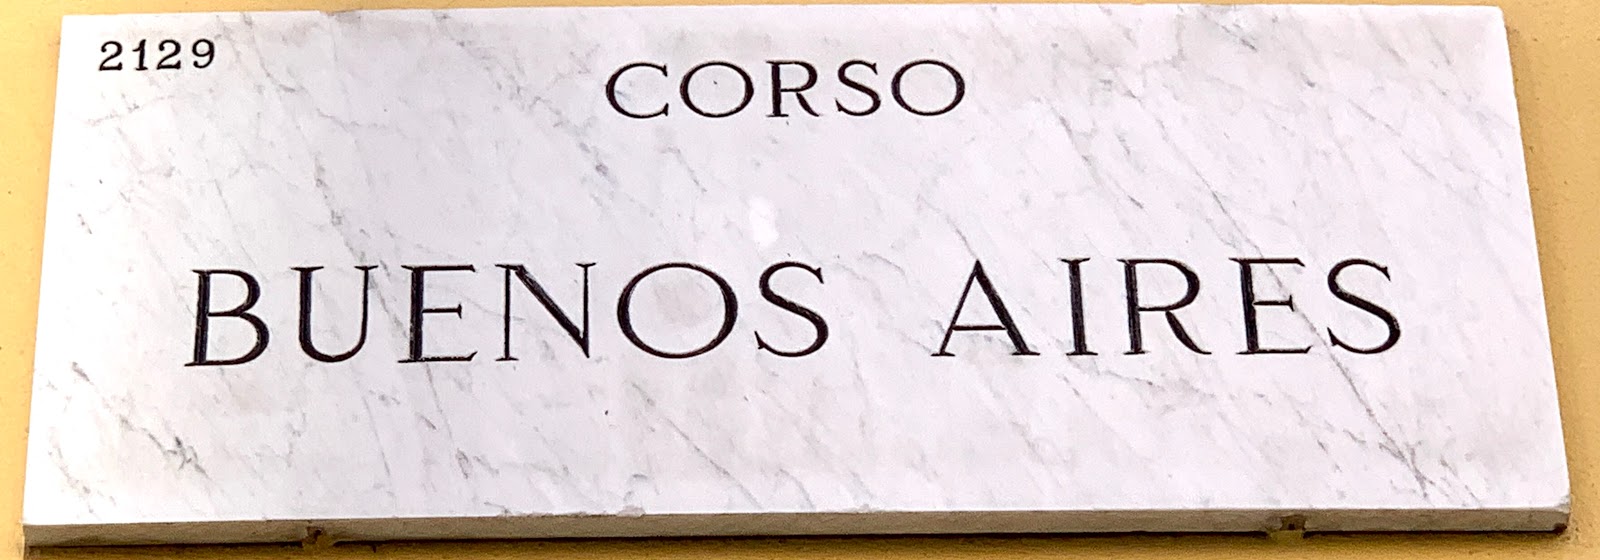 2129
CORSO
BUENOS AIRES